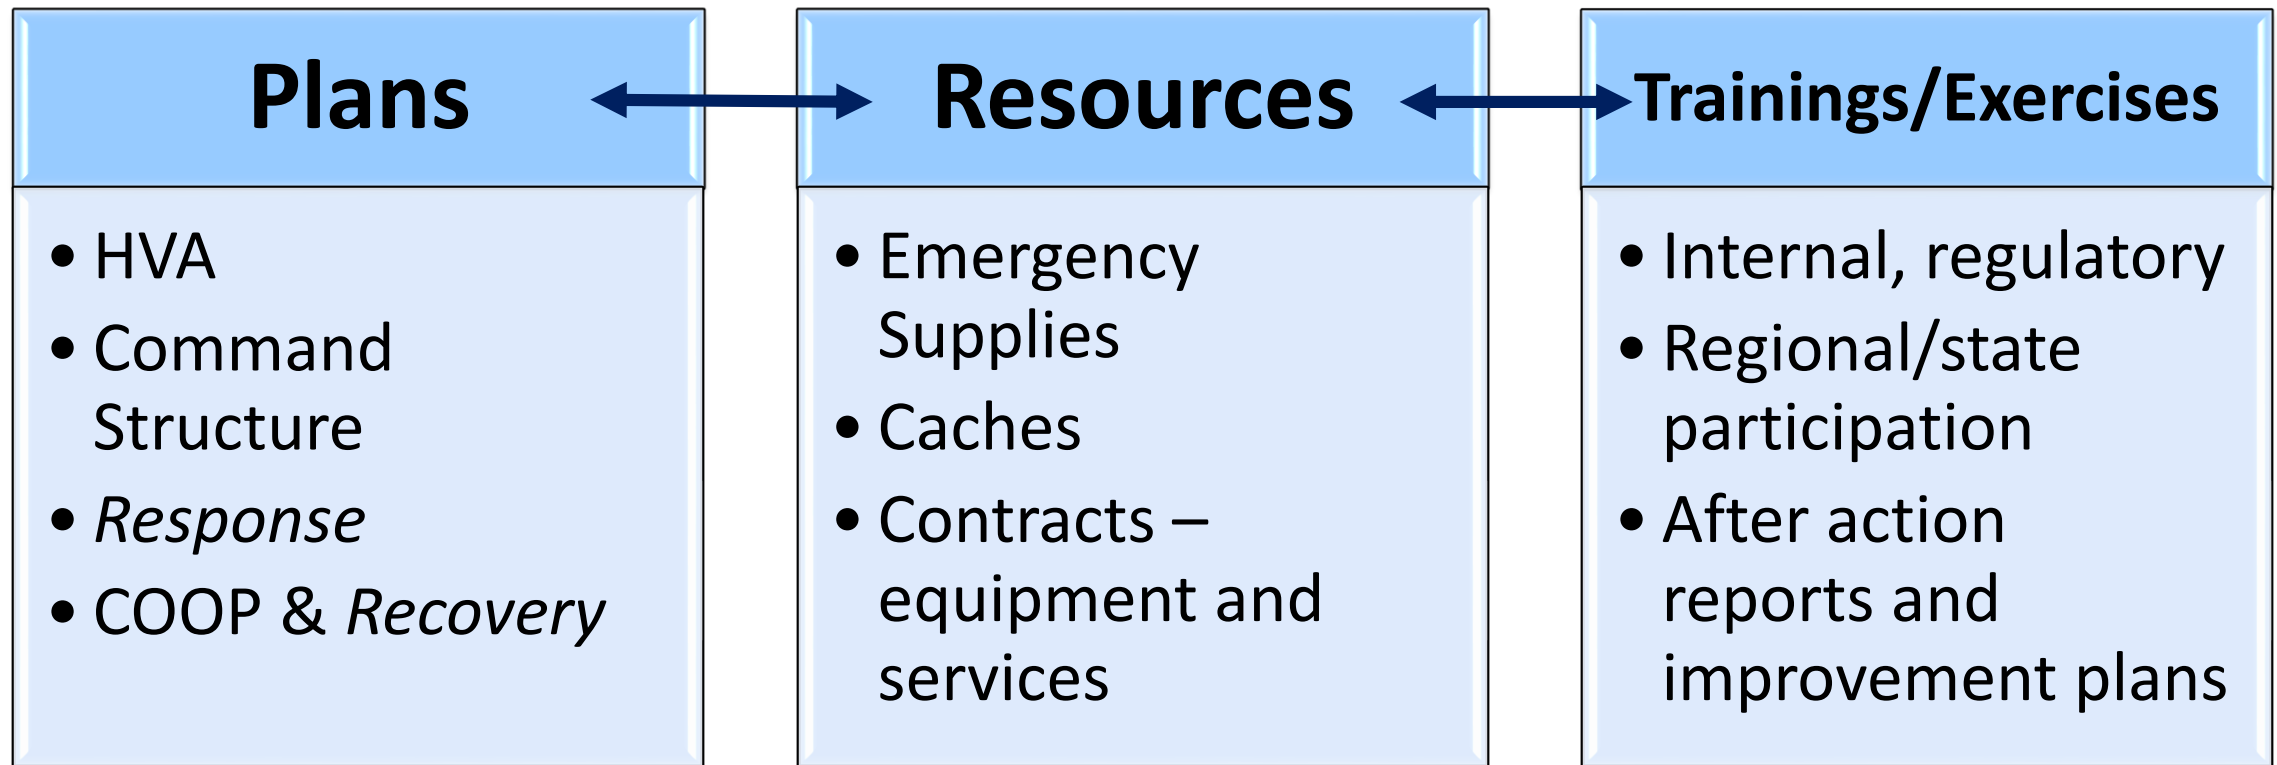 Plans
• HVA
• Command
Structure
• Response
• COOP & Recovery
Resources
• Emergency
Supplies
• Caches
• Contracts –
equipment and
services
Trainings/Exercises
• Internal, regulatory
• Regional/state
participation
• After action
reports and
improvement plans